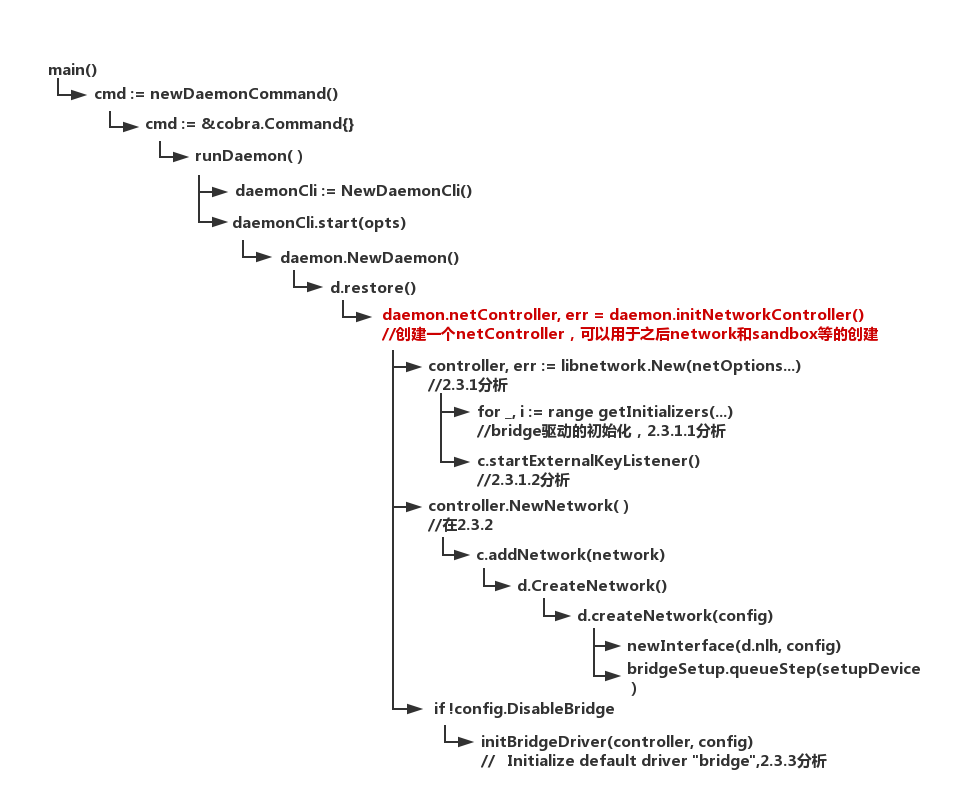 main()
cmd := newDaemonCommand()
cmd := &cobra.Command{}
runDaemon( )
daemonCli := NewDaemonCli()
daemonCli.start(opts)
daemon.NewDaemon()
d.restore()
daemon.netController, err = daemon.initNetworkController()
//创建一个netController，可以用于之后network和sandbox等的创建
controller, err := libnetwork.New(netOptions...)
//2.3.1分析
for _, i := range getInitializers(...)
//bridge驱动的初始化，2.3.1.1分析
c.startExternalKeyListener()
//2.3.1.2分析
controller.NewNetwork( )
//在2.3.2
c.addNetwork(network)
d.CreateNetwork()
d.createNetwork(config)
newInterface(d.nlh, config)
bridgeSetup.queueStep(setupDevice
)
if !config.DisableBridge
initBridgeDriver(controller, config)
//   Initialize default driver "bridge",2.3.3分析